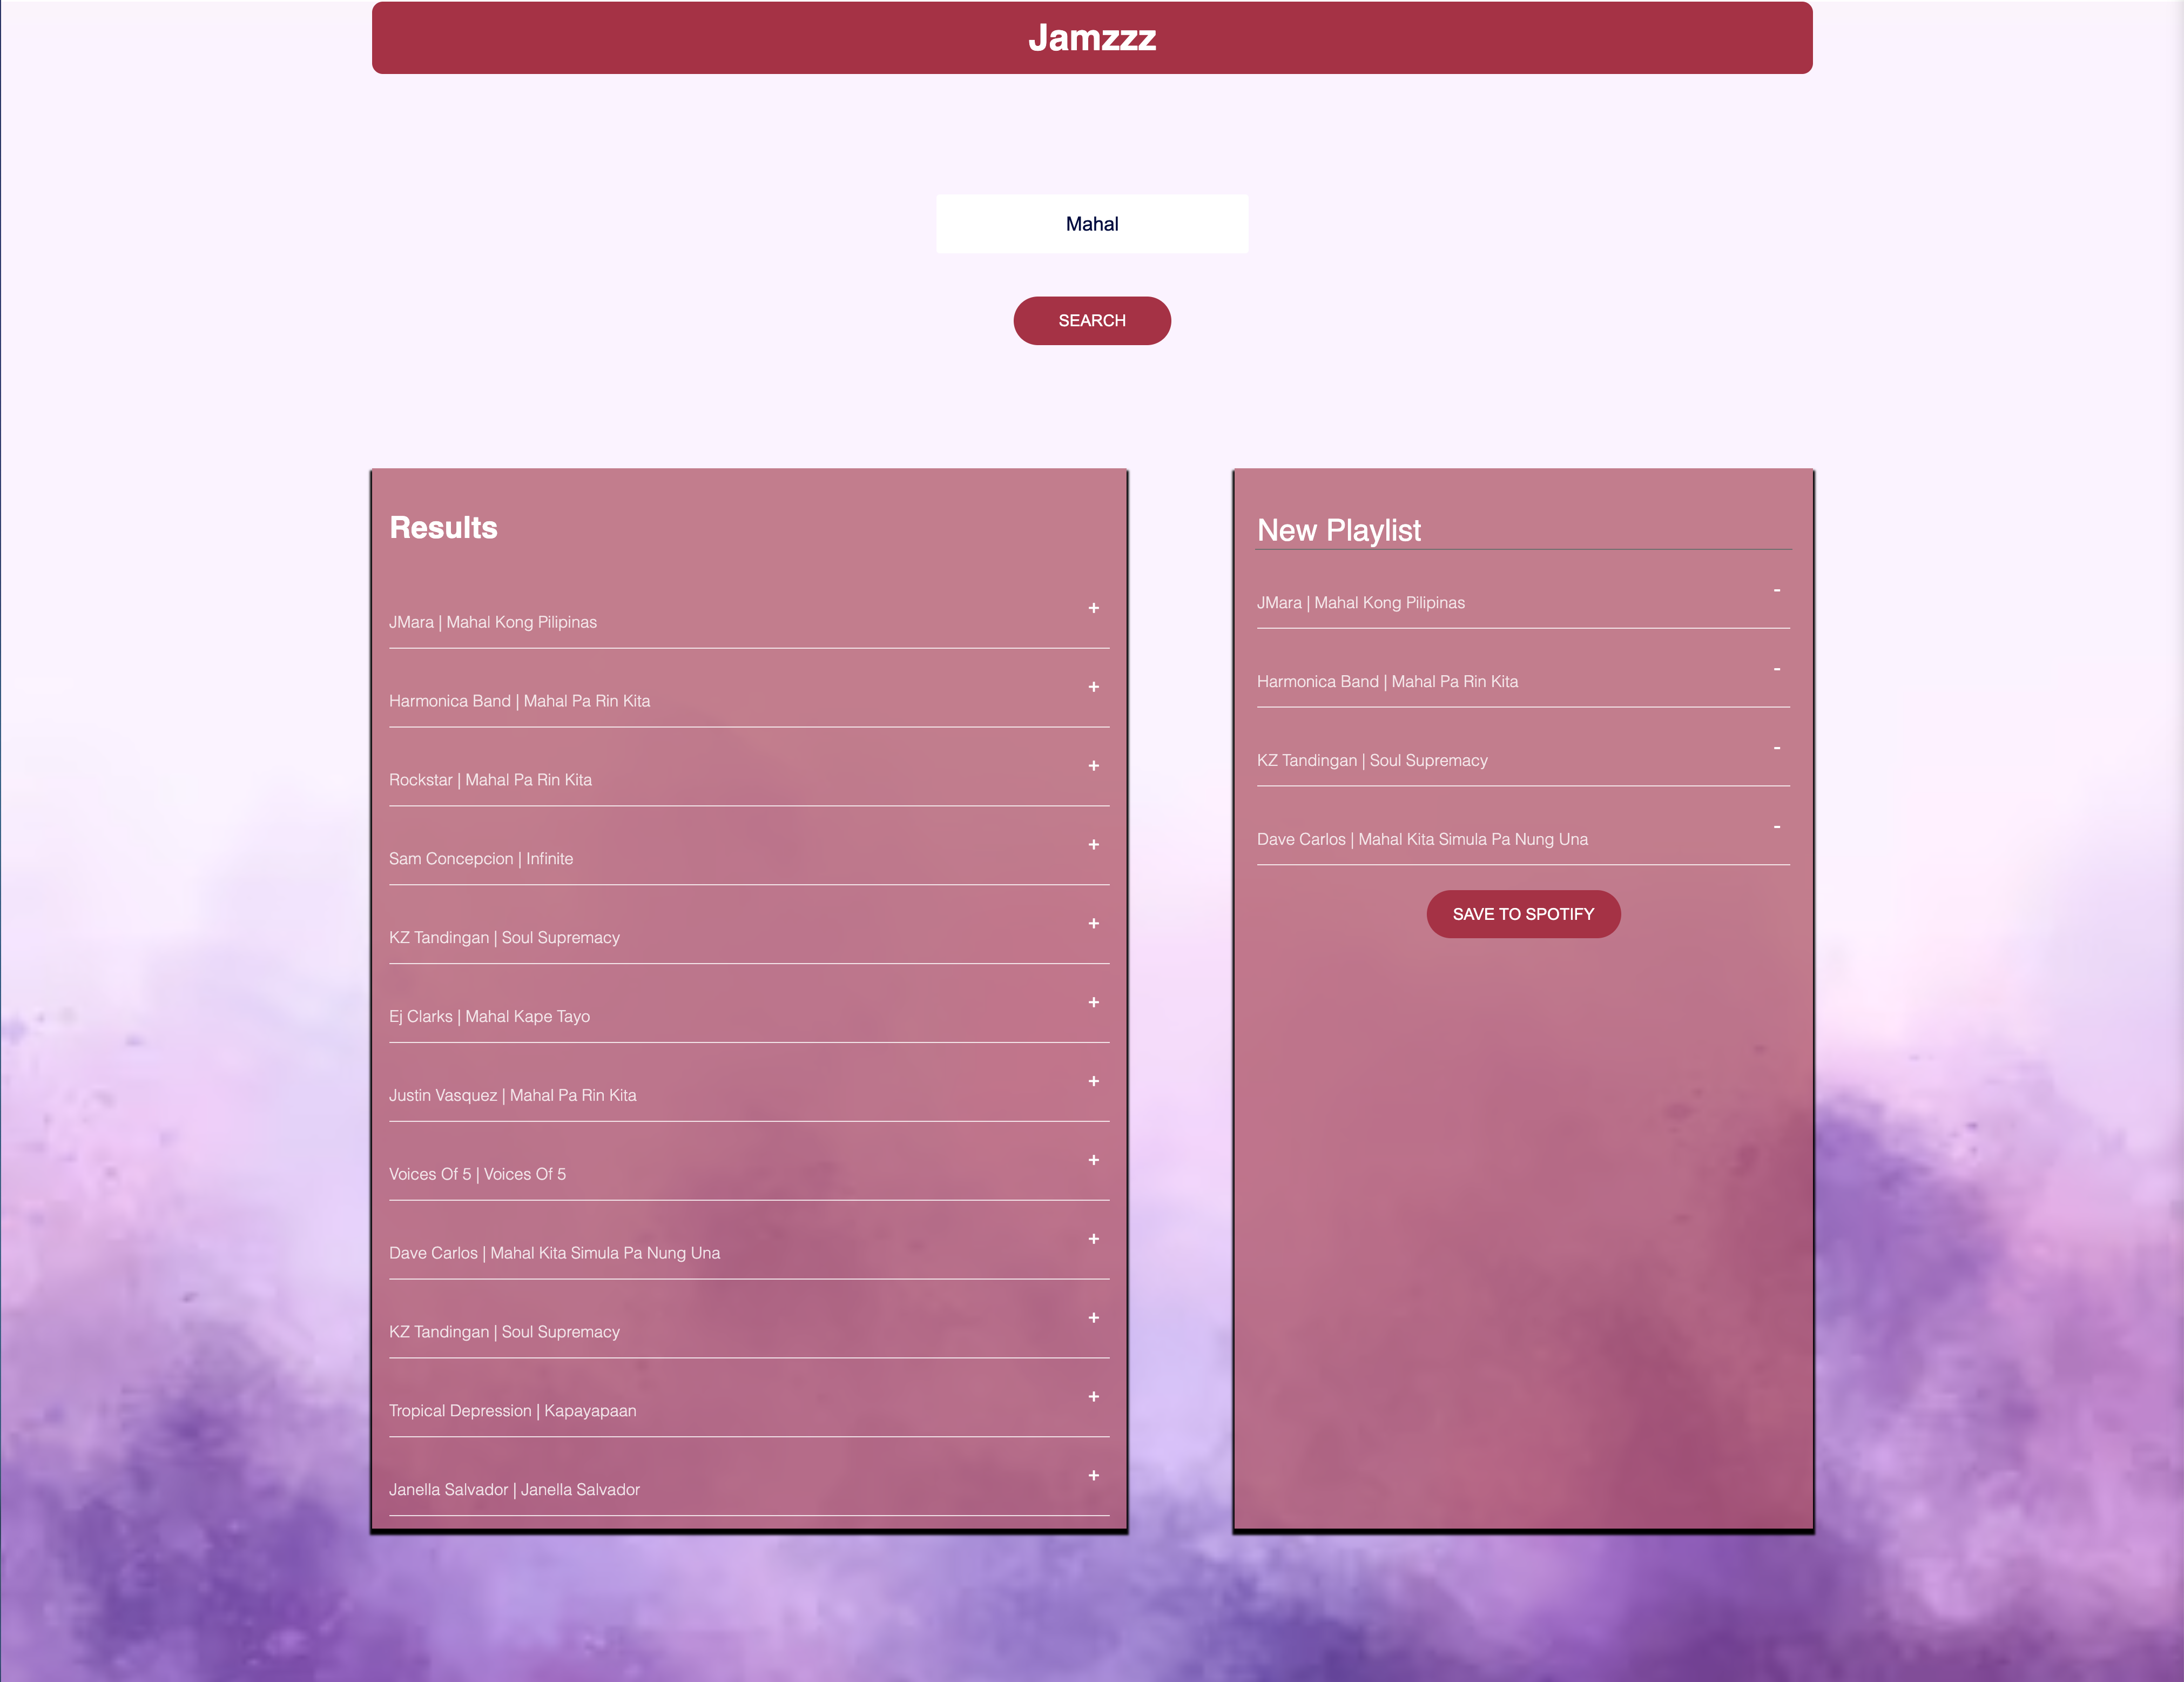 Jamzzz
Mahal
SEARCH
Results
JMara | Mahal Kong Pilipinas
+
Harmonica Band | Mahal Pa Rin Kita
+
Rockstar | Mahal Pa Rin Kita
+
Sam Concepcion | Infinite
+
KZ Tandingan | Soul Supremacy
+
Ej Clarks | Mahal Kape Tayo
+
Justin Vasquez | Mahal Pa Rin Kita
+
Voices Of 5 | Voices Of 5
+
Dave Carlos | Mahal Kita Simula Pa Nung Una
+
KZ Tandingan | Soul Supremacy
+
Tropical Depression | Kapayapaan
+
Janella Salvador | Janella Salvador
+
New Playlist
JMara | Mahal Kong Pilipinas
-
Harmonica Band | Mahal Pa Rin Kita
-
KZ Tandingan | Soul Supremacy
-
Dave Carlos | Mahal Kita Simula Pa Nung Una
-
SAVE TO SPOTIFY